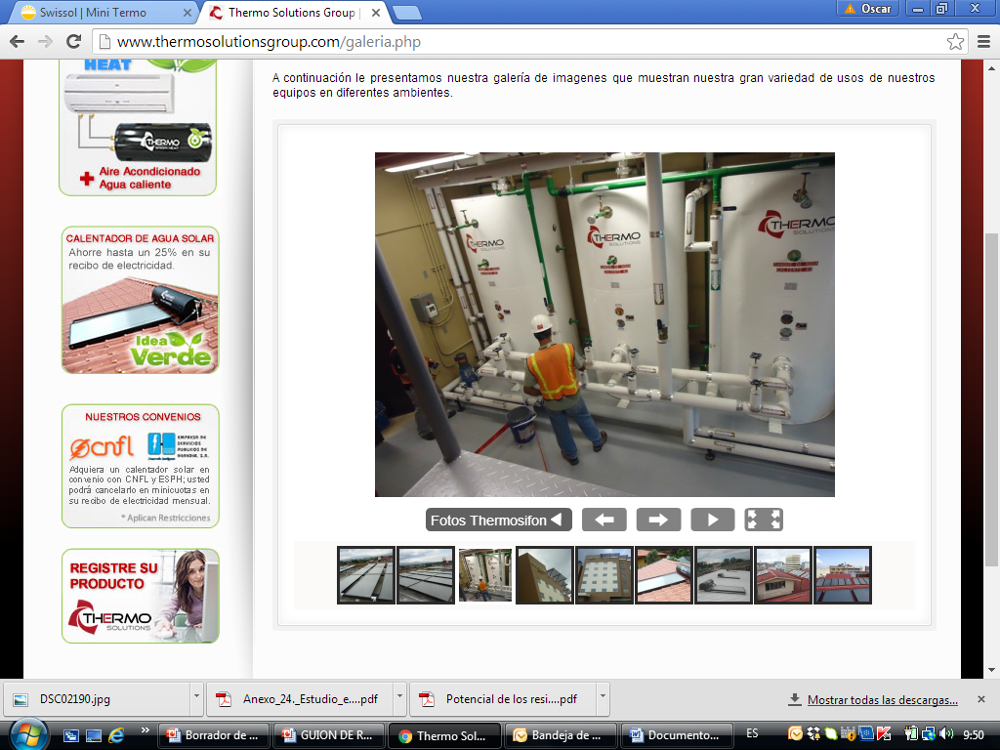 Swissol | Mini Termo
Thermo Solutions Group |
Oscar
www.thermosolutionsgroup.com/galeria.php
HEAT
THERMO
Aire Acondicionado
Agua caliente
CALENTADOR DE AGUA SOLAR
Ahorre hasta un 25% en su
recibo de electricidad.
Idea
Verde
NUESTROS CONVENIOS
cnfl
EMPRESA DE
SERVICIOS
PUBLICOS DE
HEREDIA, S.A.
Adquiera un calentador solar en
convenio con CNFL y ESPH; usted
podrá cancelarlo en minicuotas en
su recibo de electricidad mensual.
* Aplican Restricciones
REGISTRE SU
PRODUCTO
THERMO
SOLUTIONS
A continuación le presentamos nuestra galería de imagenes que muestran nuestra gran variedad de usos de nuestros
equipos en diferentes ambientes.
THERMO
SOLUTIONS
THERMO
SOLUTIONS
THERMO
SOLUTIONS
Fotos Thermosifon
DSC02190.jpg
Anexo_24._Estudio_e....pdf
Potencial de los resi....pdf
Mostrar todas las descargas...
Borrador de ...
GUION DE R...
Thermo Sol...
Bandeja de ...
Documento...
ES
9:50